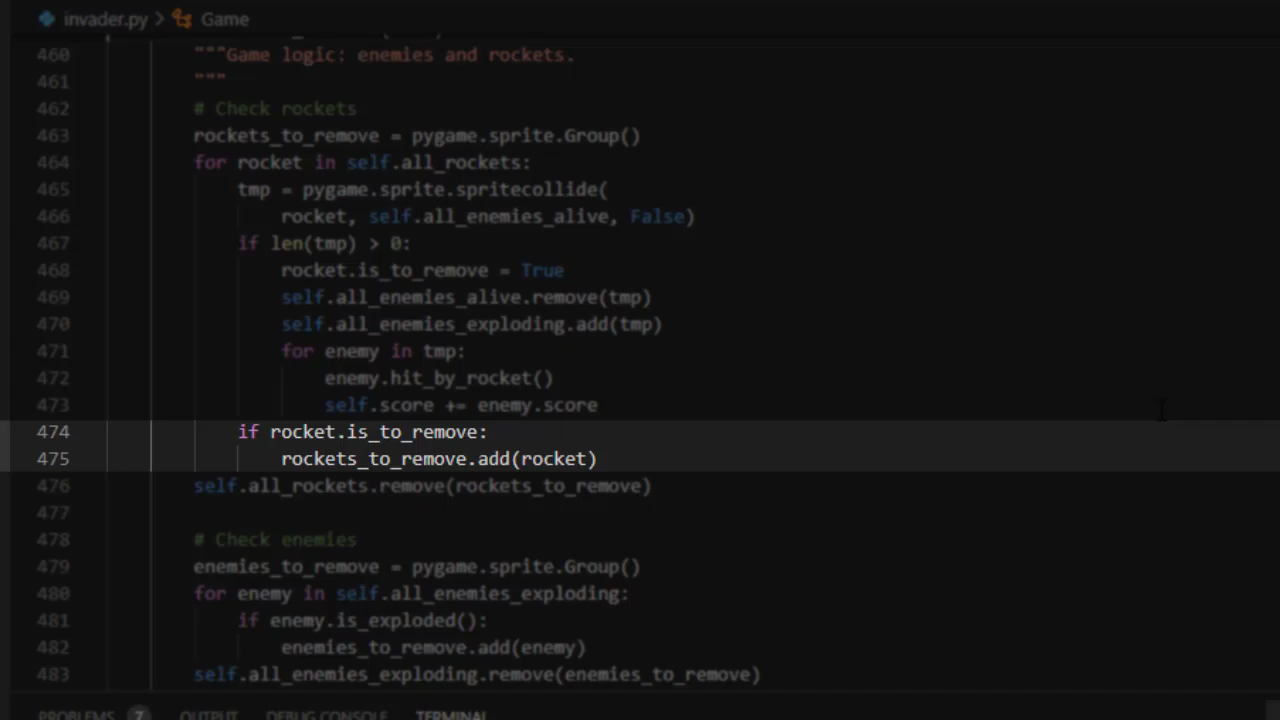 invader.py > Game
460 """Game logic: enemies and rockets.
461 """
462 # Check rockets
463 rockets_to_remove = pygame.sprite.Group()
464 for rocket in self.all_rockets:
465 tmp = pygame.sprite.spritecollide(
466 rocket, self.all_enemies_alive, False)
467 if len(tmp) > 0:
468 rocket.is_to_remove = True
469 self.all_enemies_alive.remove(tmp)
470 self.all_enemies_exploding.add(tmp)
471 for enemy in tmp:
472 enemy.hit_by_rocket()
473 self.score += enemy.score
474 if rocket.is_to_remove:
475 rockets_to_remove.add(rocket)
476 self.all_rockets.remove(rockets_to_remove)
477
478 # Check enemies
479 enemies_to_remove = pygame.sprite.Group()
480 for enemy in self.all_enemies_exploding:
481 if enemy.is_exploded():
482 enemies_to_remove.add(enemy)
483 self.all_enemies_exploding.remove(enemies_to_remove)
PROBLEMS 7 OUTPUT DEBUG CONSOLE TERMINAL